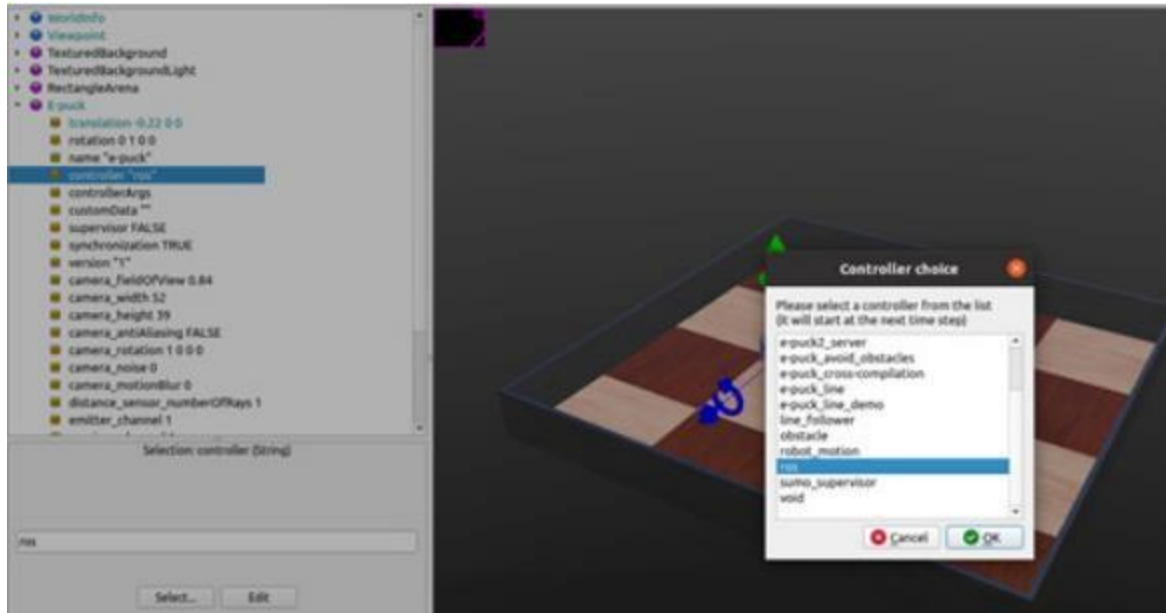 WorldInfo
Viewpoint
TexturedBackground
TexturedBackgroundLight
RectangleArena
E-puck
translation -0.22 0 0
rotation 0 1 0 0
name "e-puck"
controller "ros"
controllerArgs
customData ""
supervisor FALSE
synchronization TRUE
version "1"
camera_fieldOfView 0.84
camera_width 52
camera_height 39
camera_antiAliasing FALSE
camera_rotation 1 0 0 0
camera_noise 0
camera_motionBlur 0
distance_sensor_numberOfRays 1
emitter_channel 1
Selection: controller (String)
ros
Select... Edit
Controller choice
Please select a controller from the list
(it will start at the next time step)
e-puck2_server
e-puck_avoid_obstacles
e-puck_cross-compilation
e-puck_line
e-puck_line_demo
line_follower
obstacle
robot_motion
ros
sumo_supervisor
void
Cancel OK